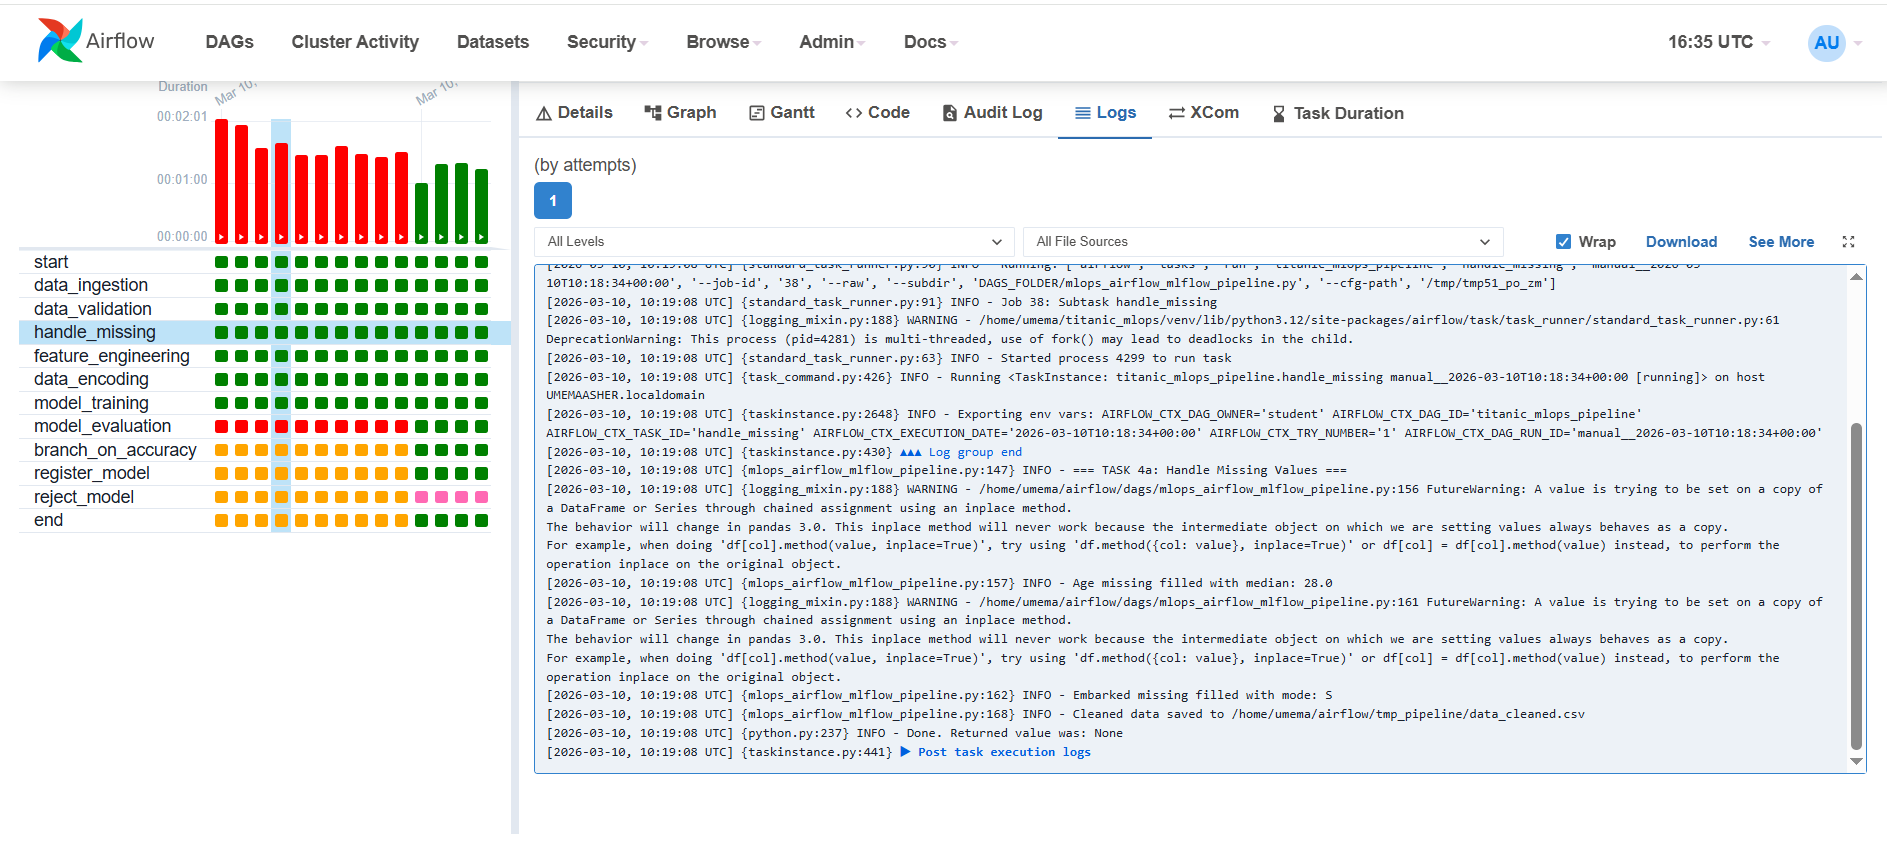 Airflow
DAGs
Cluster Activity
Datasets
Security
Browse
Admin
Docs
16:35 UTC
AU
Duration
Mar 10,
Mar 10,
00:02:01
00:01:00
00:00:00
start
data_ingestion
data_validation
handle_missing
feature_engineering
data_encoding
model_training
model_evaluation
branch_on_accuracy
register_model
reject_model
end
Details
Graph
Gantt
Code
Audit Log
Logs
XCom
Task Duration
(by attempts)
1
All Levels
All File Sources
Wrap
Download
See More
[2026-03-10, 10:19:08 UTC] {standard_task_runner.py:90} INFO - Running: ['airflow', 'tasks', 'run', 'titanic_mlops_pipeline', 'handle_missing', 'manual__2026-03-
10T10:18:34+00:00', '--job-id', '38', '--raw', '--subdir', 'DAGS_FOLDER/mlops_airflow_mlflow_pipeline.py', '--cfg-path', '/tmp/tmp51_po_zm']
[2026-03-10, 10:19:08 UTC] {standard_task_runner.py:91} INFO - Job 38: Subtask handle_missing
[2026-03-10, 10:19:08 UTC] {logging_mixin.py:188} WARNING - /home/umema/titanic_mlops/venv/lib/python3.12/site-packages/airflow/task/task_runner/standard_task_runner.py:61
DeprecationWarning: This process (pid=4281) is multi-threaded, use of fork() may lead to deadlocks in the child.
[2026-03-10, 10:19:08 UTC] {standard_task_runner.py:63} INFO - Started process 4299 to run task
[2026-03-10, 10:19:08 UTC] {task_command.py:426} INFO - Running <TaskInstance: titanic_mlops_pipeline.handle_missing manual__2026-03-10T10:18:34+00:00 [running]> on host
UMEMAASHER.localdomain
[2026-03-10, 10:19:08 UTC] {taskinstance.py:2648} INFO - Exporting env vars: AIRFLOW_CTX_DAG_OWNER='student' AIRFLOW_CTX_DAG_ID='titanic_mlops_pipeline'
AIRFLOW_CTX_TASK_ID='handle_missing' AIRFLOW_CTX_EXECUTION_DATE='2026-03-10T10:18:34+00:00' AIRFLOW_CTX_TRY_NUMBER='1' AIRFLOW_CTX_DAG_RUN_ID='manual__2026-03-10T10:18:34+00:00'
[2026-03-10, 10:19:08 UTC] {taskinstance.py:430} ▲▲▲ Log group end
[2026-03-10, 10:19:08 UTC] {mlops_airflow_mlflow_pipeline.py:147} INFO - === TASK 4a: Handle Missing Values ===
[2026-03-10, 10:19:08 UTC] {logging_mixin.py:188} WARNING - /home/umema/airflow/dags/mlops_airflow_mlflow_pipeline.py:156 FutureWarning: A value is trying to be set on a copy of
a DataFrame or Series through chained assignment using an inplace method.
The behavior will change in pandas 3.0. This inplace method will never work because the intermediate object on which we are setting values always behaves as a copy.
For example, when doing 'df[col].method(value, inplace=True)', try using 'df.method({col: value}, inplace=True)' or df[col] = df[col].method(value) instead, to perform the
operation inplace on the original object.
[2026-03-10, 10:19:08 UTC] {mlops_airflow_mlflow_pipeline.py:157} INFO - Age missing filled with median: 28.0
[2026-03-10, 10:19:08 UTC] {logging_mixin.py:188} WARNING - /home/umema/airflow/dags/mlops_airflow_mlflow_pipeline.py:161 FutureWarning: A value is trying to be set on a copy of
a DataFrame or Series through chained assignment using an inplace method.
The behavior will change in pandas 3.0. This inplace method will never work because the intermediate object on which we are setting values always behaves as a copy.
For example, when doing 'df[col].method(value, inplace=True)', try using 'df.method({col: value}, inplace=True)' or df[col] = df[col].method(value) instead, to perform the
operation inplace on the original object.
[2026-03-10, 10:19:08 UTC] {mlops_airflow_mlflow_pipeline.py:162} INFO - Embarked missing filled with mode: S
[2026-03-10, 10:19:08 UTC] {mlops_airflow_mlflow_pipeline.py:168} INFO - Cleaned data saved to /home/umema/airflow/tmp_pipeline/data_cleaned.csv
[2026-03-10, 10:19:08 UTC] {python.py:237} INFO - Done. Returned value was: None
[2026-03-10, 10:19:08 UTC] {taskinstance.py:441} ▶ Post task execution logs